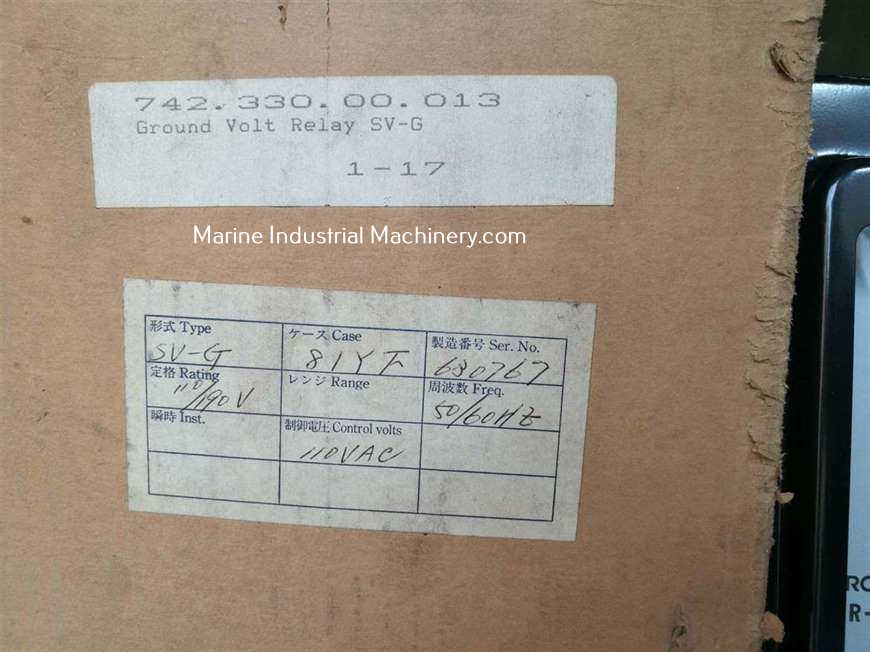 742.330.00.013
Ground Volt Relay SV-G
1-17
Marine Industrial Machinery.com
形式 Type
SV-G
ケース Case
81YF
製造番号 Ser. No.
680767
定格 Rating
110/190V
レンジ Range
周波数 Freq.
50/60HZ
瞬時 Inst.
制御電圧 Control volts
110VAC
R-